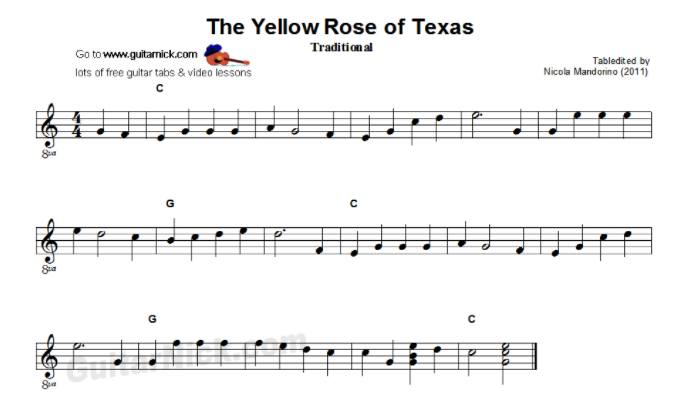 The Yellow Rose of Texas
Traditional
Go to www.guitarnick.com
lots of free guitar tabs & video lessons
Tabledited by
Nicola Mandorino (2011)
C
4
4
8va
G C
8va
G C
8va
GuitarNick.com